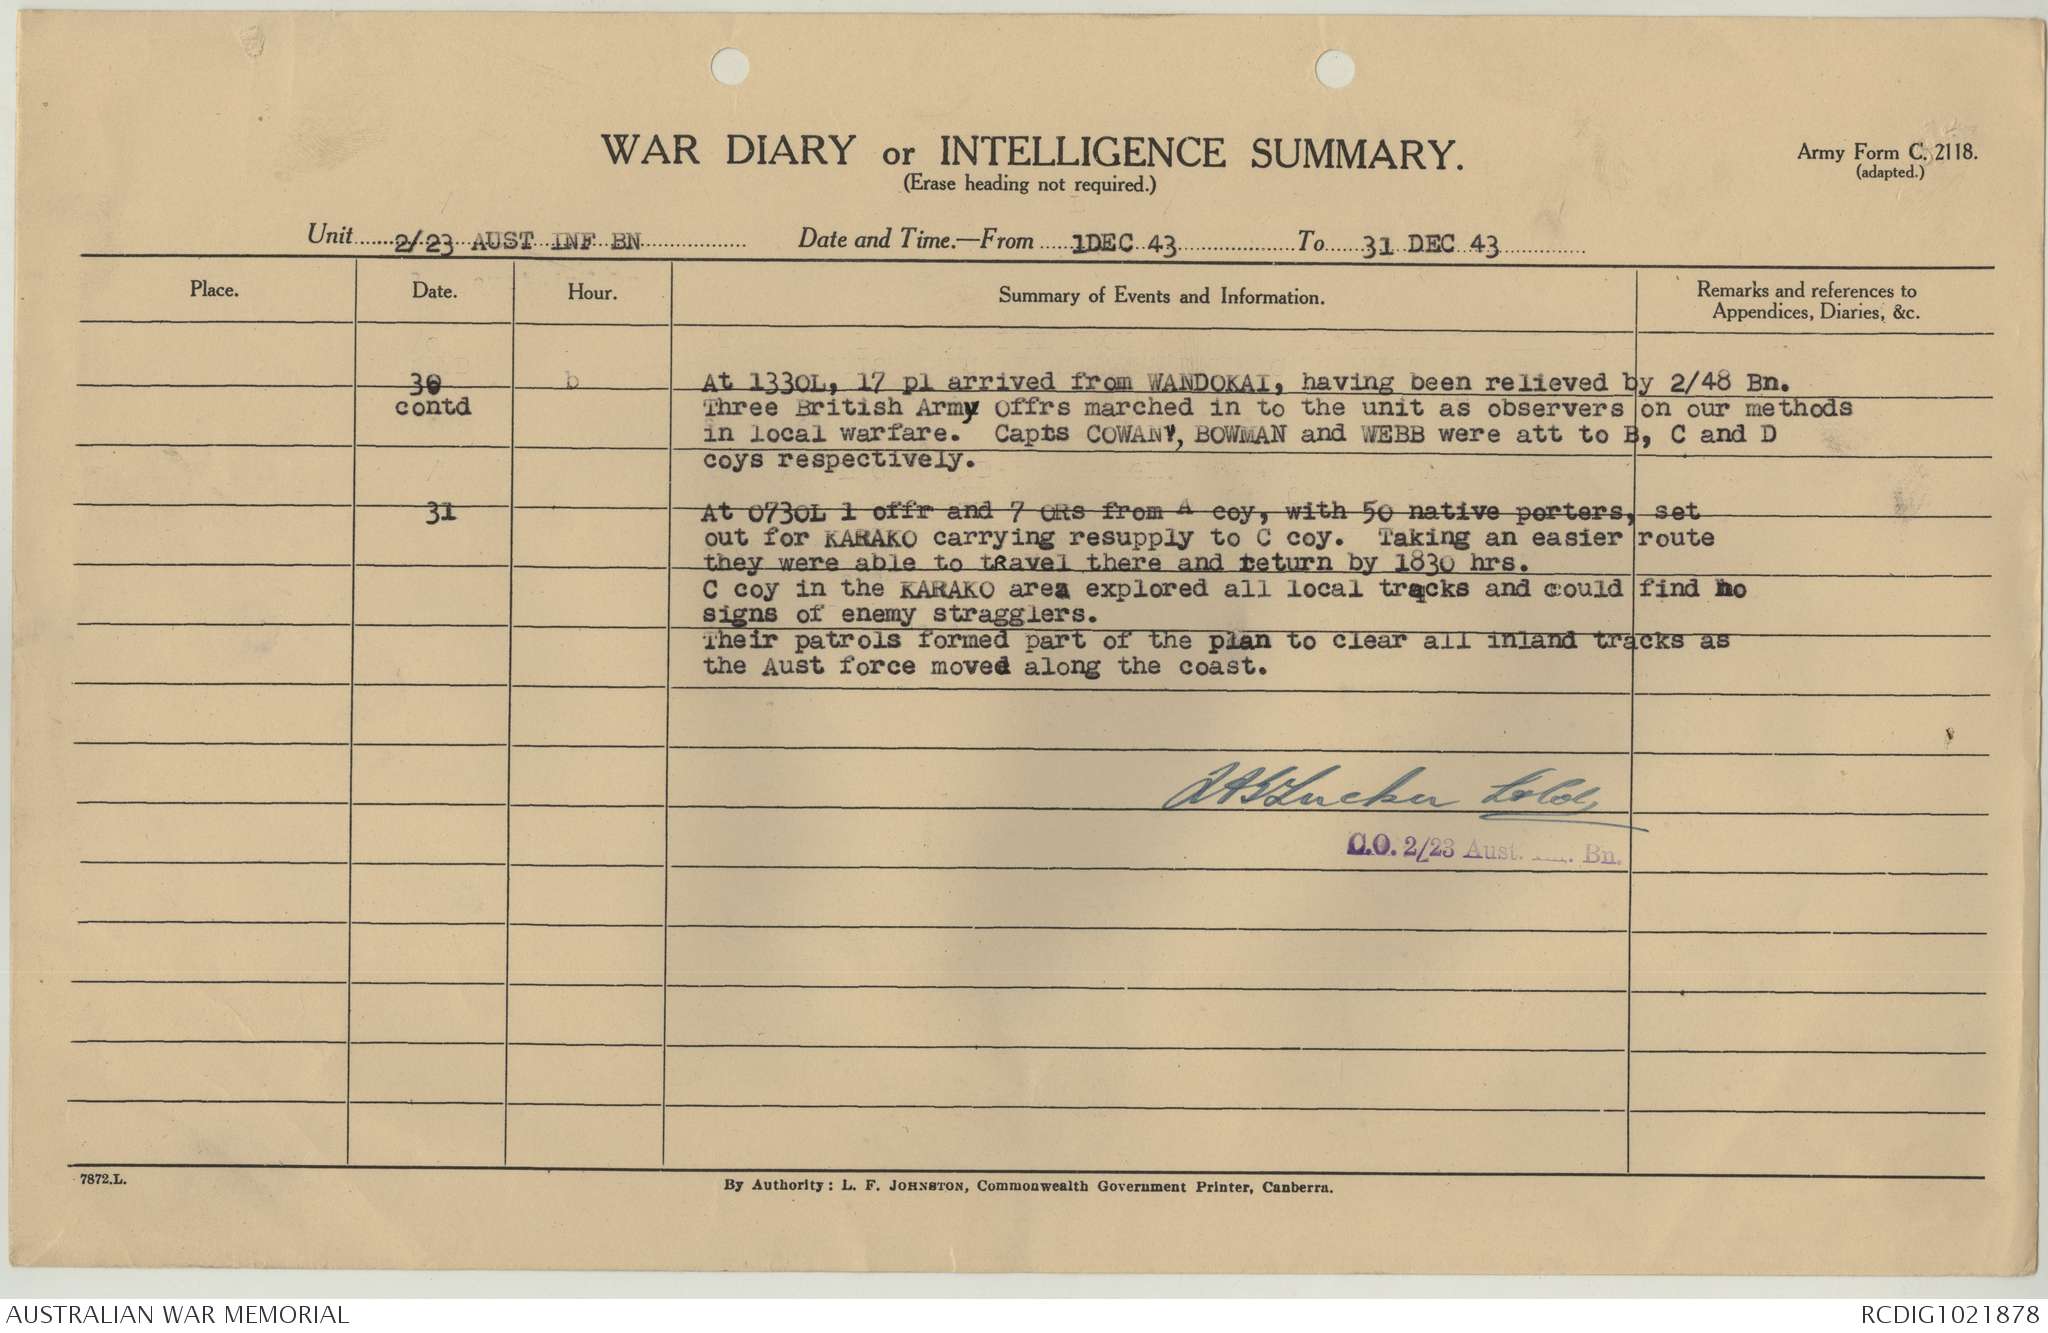 WAR DIARY or INTELLIGENCE SUMMARY.
(Erase heading not required.)
Army Form C. 2118.
(adapted.)
Unit 2/23 AUST INF BN Date and Time.—From 1DEC 43 To 31 DEC 43
Place. Date. Hour. Summary of Events and Information. Remarks and references to Appendices, Diaries, &c.
30 b At 1330L, 17 pl arrived from WANDOKAI, having been relieved by 2/48 Bn.
contd Three British Army Offrs marched in to the unit as observers on our methods
in local warfare. Capts COWAN, BOWMAN and WEBB were att to B, C and D
coys respectively.
31 At 0730L 1 offr and 7 ORs from A coy, with 50 native porters, set
out for KARAKO carrying resupply to C coy. Taking an easier route
they were able to tRavel there and return by 1830 hrs.
C coy in the KARAKO area explored all local tracks and could find no
signs of enemy stragglers.
Their patrols formed part of the plan to clear all inland tracks as
the Aust force moved along the coast.
Tucker
C.O. 2/23 Aust. Bn.
7872.L.
By Authority: L. F. JOHNSTON, Commonwealth Government Printer, Canberra.
AUSTRALIAN WAR MEMORIAL
RCDIG1021878